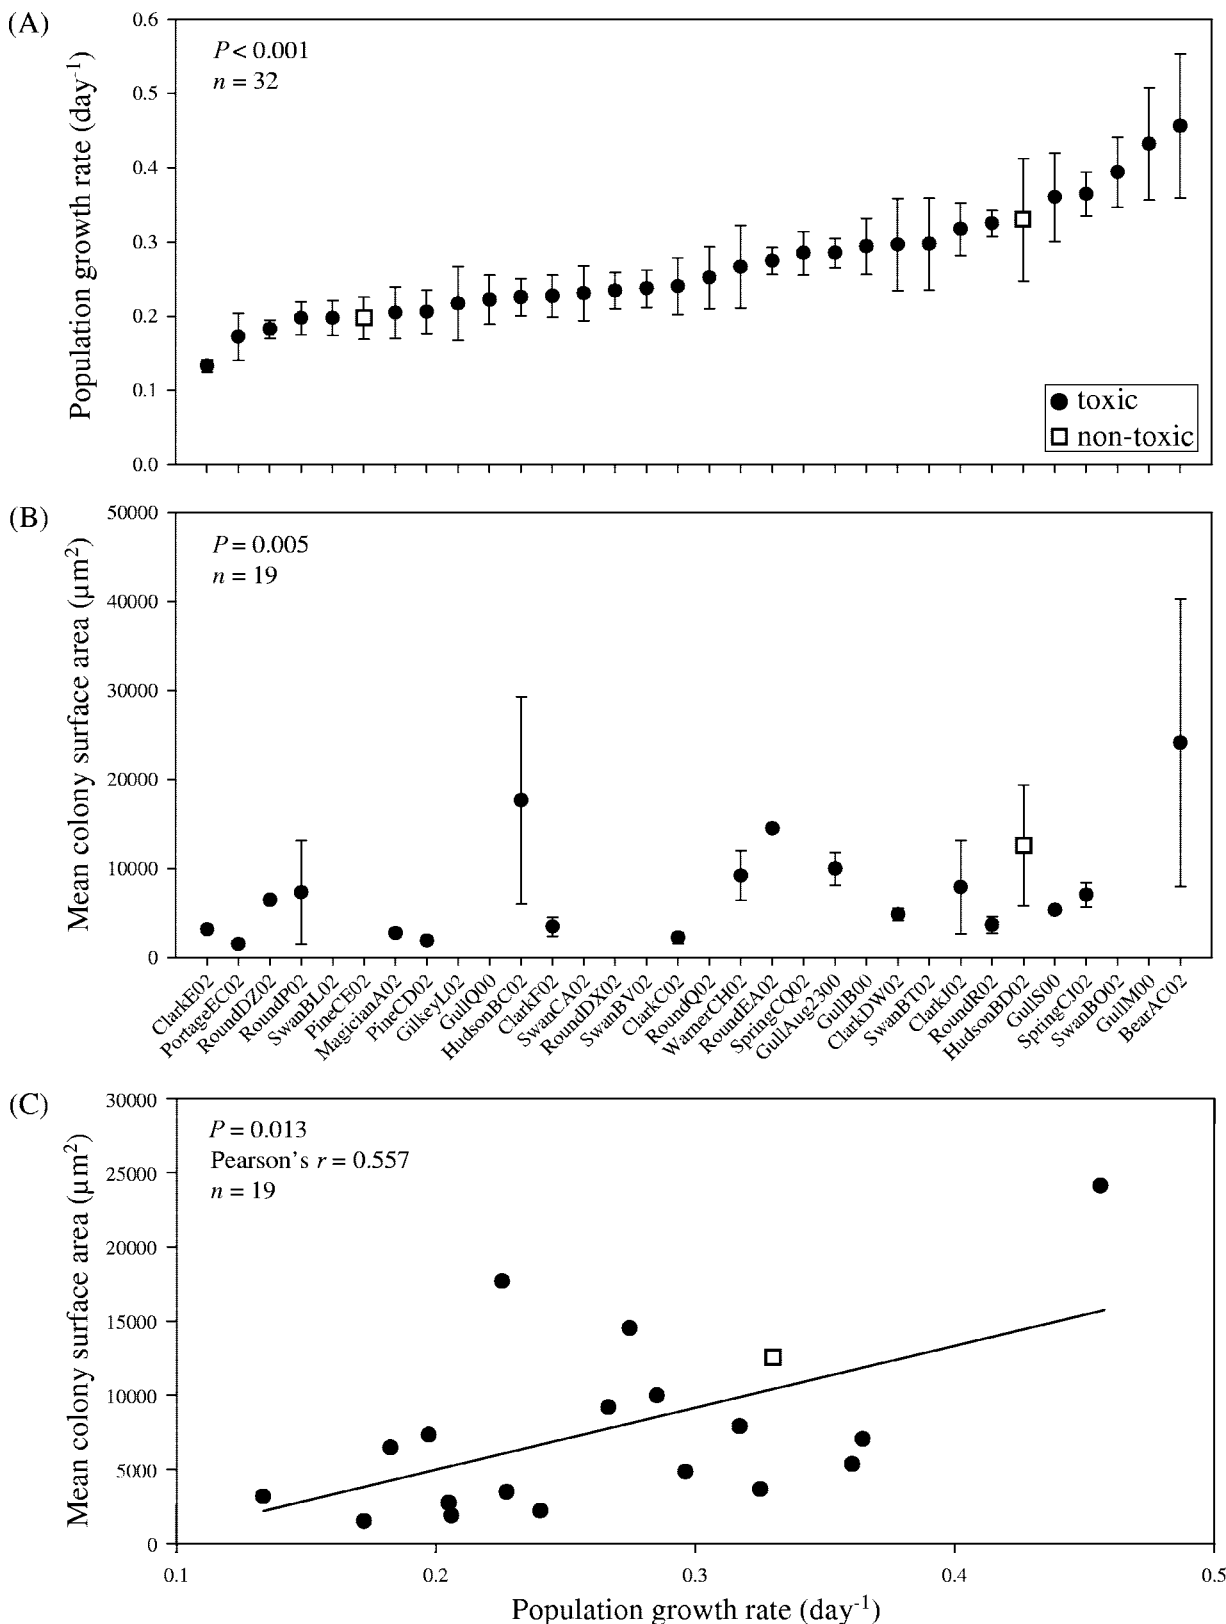 (A)
Population growth rate (day⁻¹)
0.6
0.5
0.4
0.3
0.2
0.1
0.0
P < 0.001
n = 32
toxic
non-toxic
(B)
Mean colony surface area (µm²)
50000
40000
30000
20000
10000
0
P = 0.005
n = 19
ClarkE02
PortageEC02
RoundDZ02
RoundP02
SwanBL02
PineCE02
MagicianA02
PineCD02
GilkeyL02
GullQ00
HudsonBC02
ClarkF02
SwanCA02
RoundDX02
SwanBV02
ClarkC02
RoundQ02
WarnerCH02
RoundEA02
SpringCQ02
GullAug2300
GullB00
ClarkDW02
SwanBT02
ClarkJ02
RoundR02
HudsonBD02
GullS00
SpringCJ02
SwanBO02
GullM00
BearAC02
(C)
Mean colony surface area (µm²)
30000
25000
20000
15000
10000
5000
0
P = 0.013
Pearson's r = 0.557
n = 19
0.1 0.2 0.3 0.4 0.5
Population growth rate (day⁻¹)